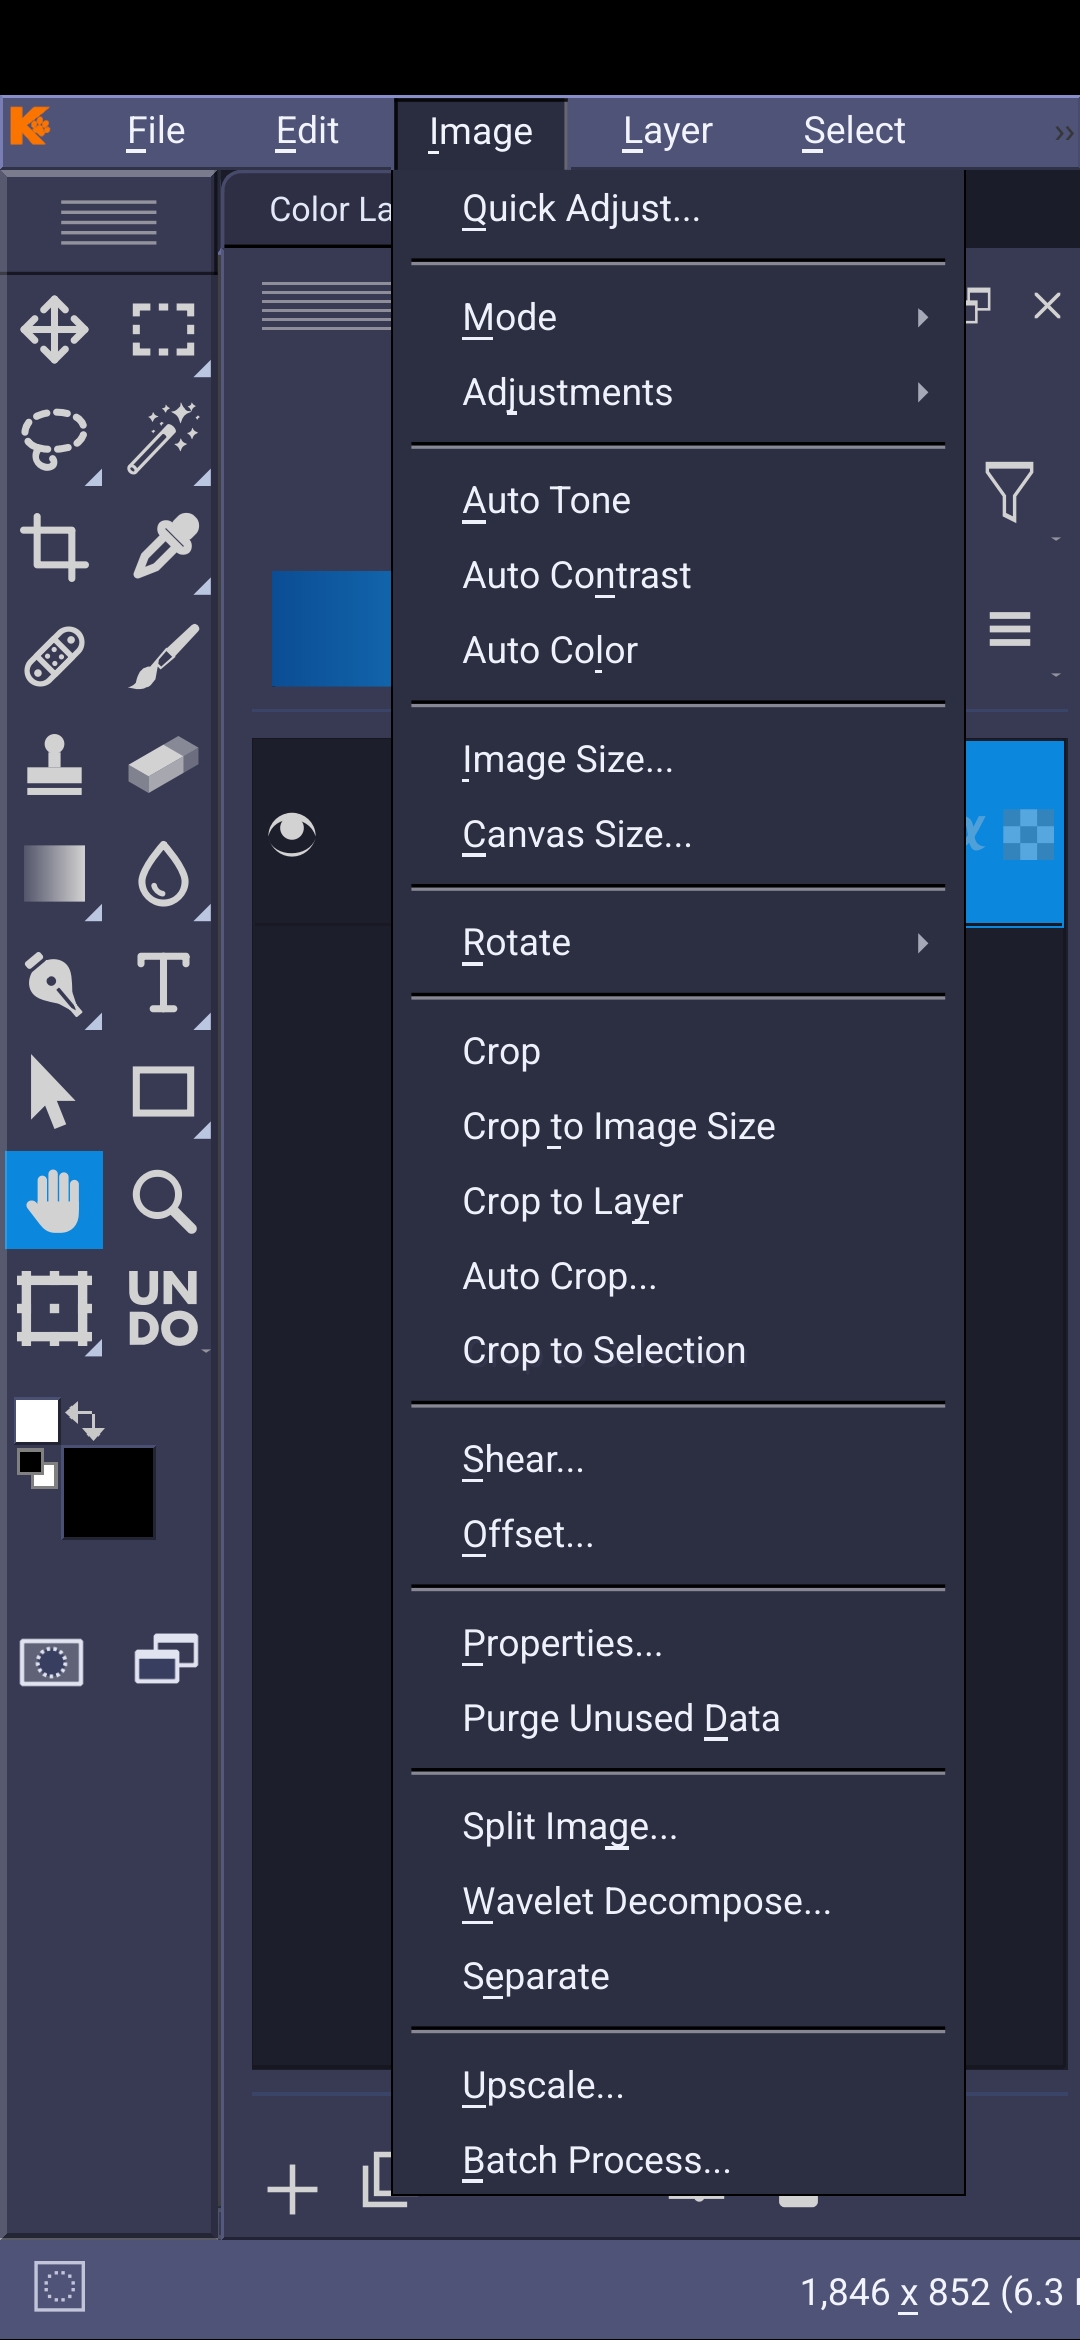 File Edit Image Layer Select
Color La
Quick Adjust...
Mode
Adjustments
Auto Tone
Auto Contrast
Auto Color
Image Size...
Canvas Size...
Rotate
Crop
Crop to Image Size
Crop to Layer
Auto Crop...
Crop to Selection
UN
DO
Shear...
Offset...
Properties...
Purge Unused Data
Split Image...
Wavelet Decompose...
Separate
Upscale...
Batch Process...
1,846 x 852 (6.3